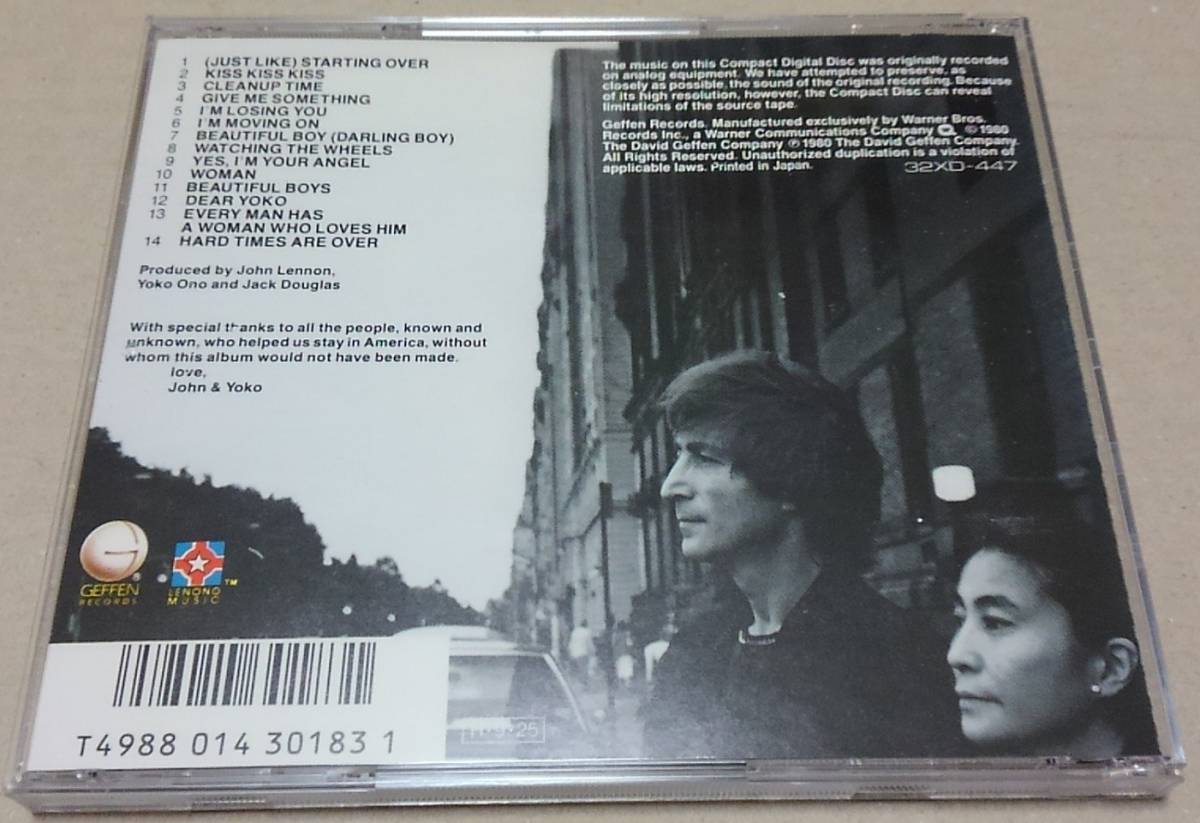 1 (JUST LIKE) STARTING OVER
2 KISS KISS KISS
3 CLEANUP TIME
4 GIVE ME SOMETHING
5 I'M LOSING YOU
6 I'M MOVING ON
7 BEAUTIFUL BOY (DARLING BOY)
8 WATCHING THE WHEELS
9 YES, I'M YOUR ANGEL
10 WOMAN
11 BEAUTIFUL BOYS
12 DEAR YOKO
13 EVERY MAN HAS
A WOMAN WHO LOVES HIM
14 HARD TIMES ARE OVER
Produced by John Lennon,
Yoko Ono and Jack Douglas
With special thanks to all the people, known and
unknown, who helped us stay in America, without
whom this album would not have been made.
love,
John & Yoko
The music on this Compact Digital Disc was originally recorded
on analog equipment. We have attempted to preserve, as
closely as possible, the sound of the original recording. Because
of its high resolution, however, the Compact Disc can reveal
limitations of the source tape.
Geffen Records. Manufactured exclusively by Warner Bros.
Records Inc., a Warner Communications Company © 1980
The David Geffen Company ℗ 1980 The David Geffen Company.
All Rights Reserved. Unauthorized duplication is a violation of
applicable laws. Printed in Japan.
32XD-447
GEFFEN
RECORDS
®
LENONO
MUSIC
™
T4988 014 30183 1